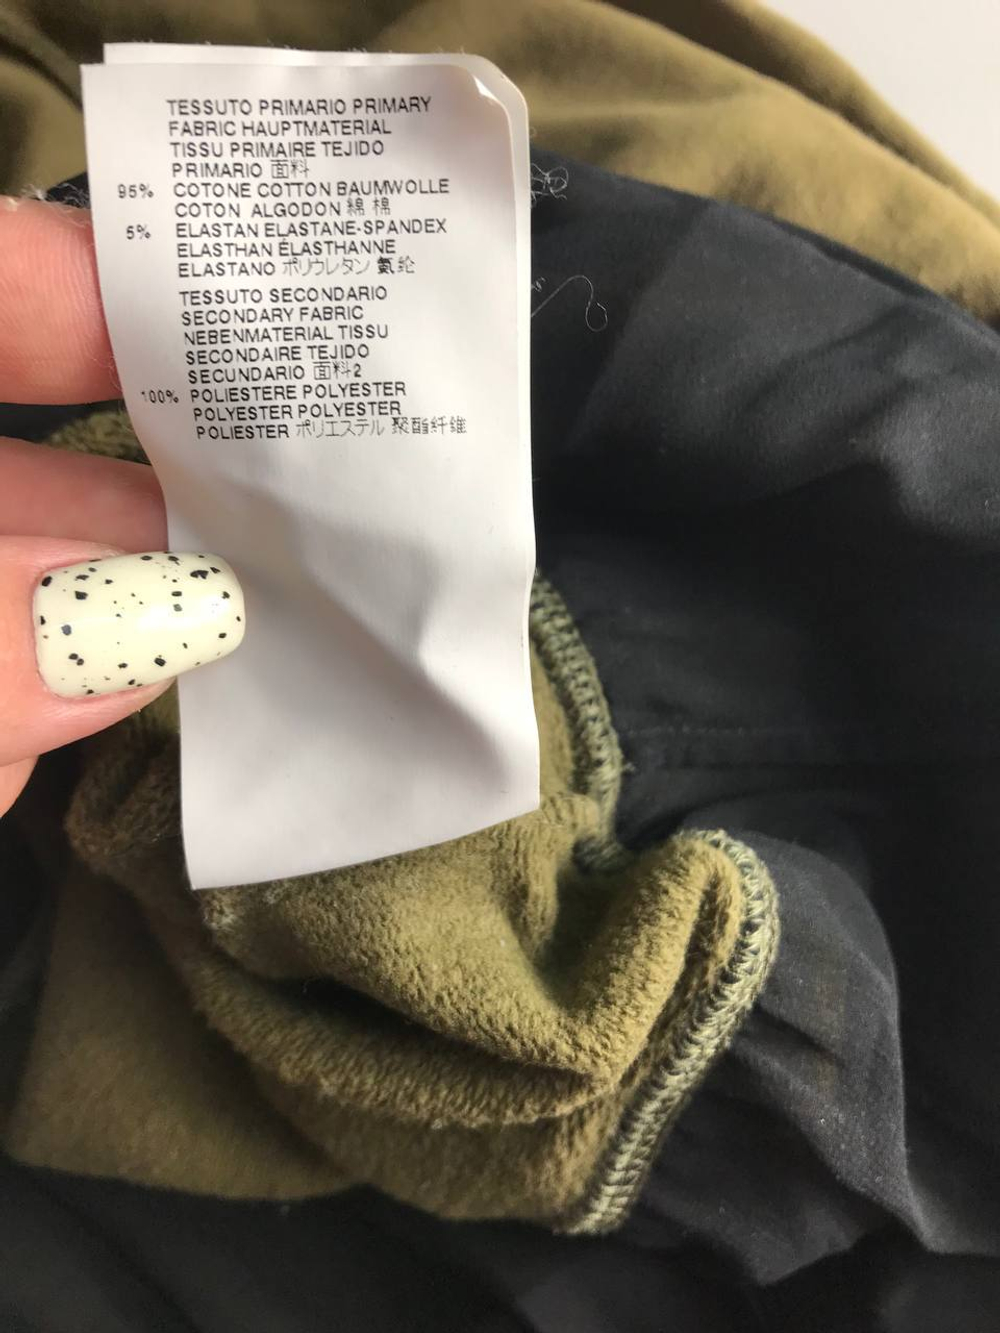 TESSUTO PRIMARIO PRIMARY
FABRIC HAUPTMATERIAL
TISSU PRIMAIRE TEJIDO
PRIMARIO 面料
95% COTONE COTTON BAUMWOLLE
COTON ALGODON 綿 棉
5% ELASTAN ELASTANE-SPANDEX
ELASTHAN ÉLASTHANNE
ELASTANO ポリウレタン 氨纶
TESSUTO SECONDARIO
SECONDARY FABRIC
NEBENMATERIAL TISSU
SECONDAIRE TEJIDO
SECUNDARIO 面料2
100% POLIESTERE POLYESTER
POLYESTER POLYESTER
POLIESTER ポリエステル 聚酯纤维